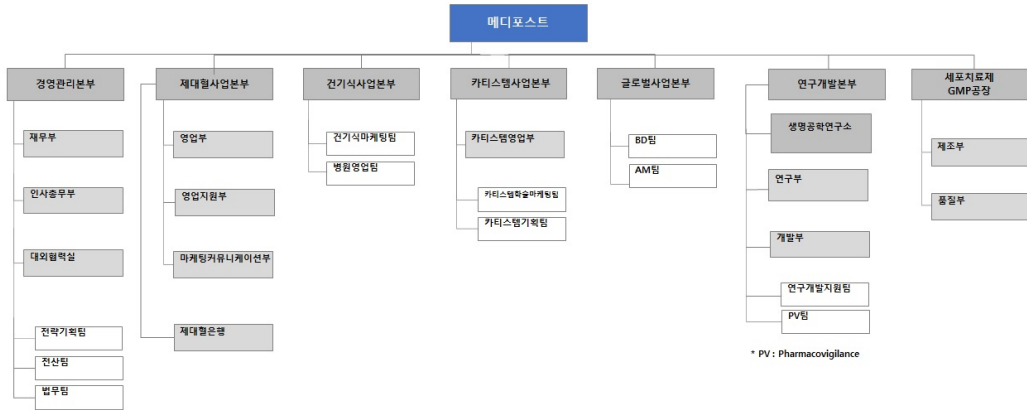 메디포스트
경영관리본부
재무부
인사총무부
대외협력실
전략기획팀
전산팀
법무팀
제대혈사업본부
영업부
영업지원부
마케팅커뮤니케이션부
제대혈은행
건기식사업본부
건기식마케팅팀
병원영업팀
카티스템사업본부
카티스템영업부
카티스템학술마케팅팀
카티스템기획팀
글로벌사업본부
BD팀
AM팀
연구개발본부
생명공학연구소
연구부
개발부
연구개발지원팀
PV팀
* PV : Pharmacovigilance
세포치료제
GMP공장
제조부
품질부